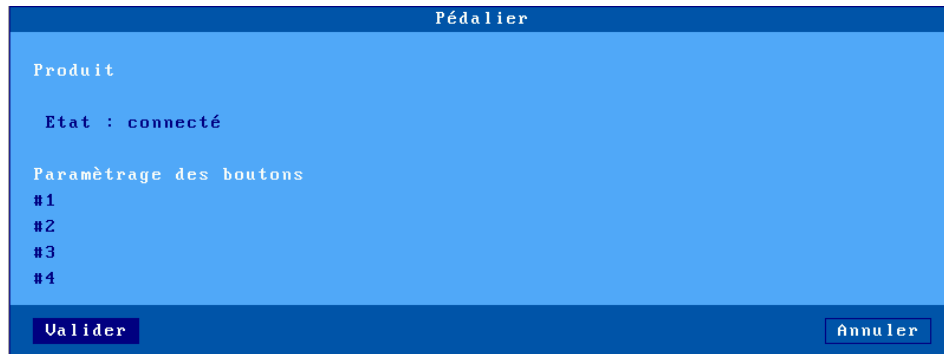 Pédalier
Produit
Etat : connecté
Paramètrage des boutons
#1
#2
#3
#4
Valider
Annuler